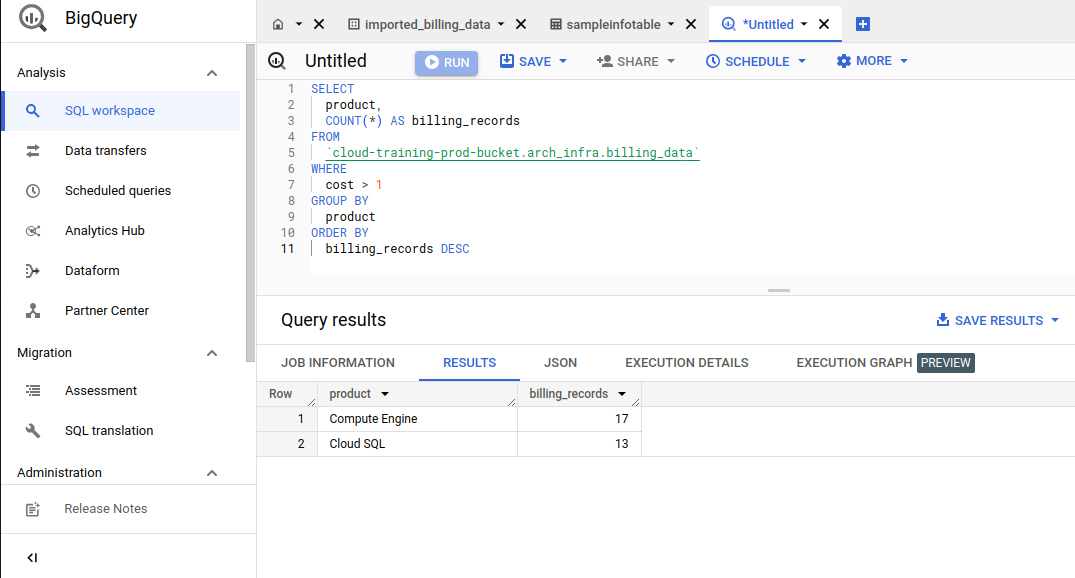 BigQuery
imported_billing_data
sampleinfotable
*Untitled
Analysis
SQL workspace
Data transfers
Scheduled queries
Analytics Hub
Dataform
Partner Center
Migration
Assessment
SQL translation
Administration
Release Notes
Untitled
RUN
SAVE
SHARE
SCHEDULE
MORE
1 SELECT
2 product,
3 COUNT(*) AS billing_records
4 FROM
5 `cloud-training-prod-bucket.arch_infra.billing_data`
6 WHERE
7 cost > 1
8 GROUP BY
9 product
10 ORDER BY
11 billing_records DESC
Query results
SAVE RESULTS
JOB INFORMATION
RESULTS
JSON
EXECUTION DETAILS
EXECUTION GRAPH PREVIEW
Row product billing_records
1 Compute Engine 17
2 Cloud SQL 13